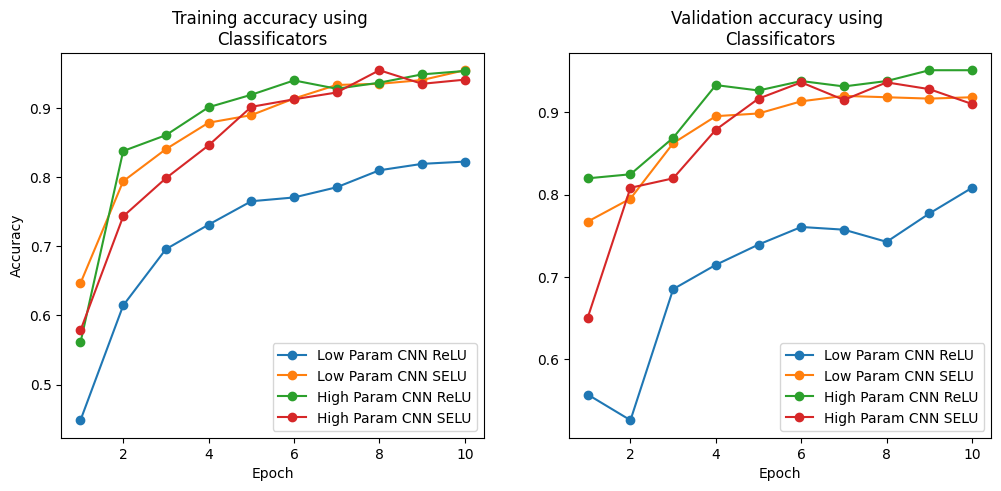 Training accuracy using
Classificators
Accuracy
0.9
0.8
0.7
0.6
0.5
2
4
6
8
10
Epoch
Low Param CNN ReLU
Low Param CNN SELU
High Param CNN ReLU
High Param CNN SELU
Validation accuracy using
Classificators
0.9
0.8
0.7
0.6
2
4
6
8
10
Epoch
Low Param CNN ReLU
Low Param CNN SELU
High Param CNN ReLU
High Param CNN SELU